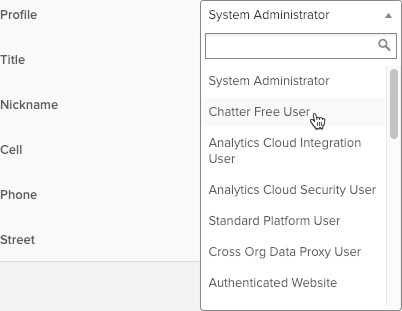 Profile
System Administrator
Title
System Administrator
Nickname
Chatter Free User
Cell
Analytics Cloud Integration
User
Phone
Analytics Cloud Security User
Standard Platform User
Street
Cross Org Data Proxy User
Authenticated Website